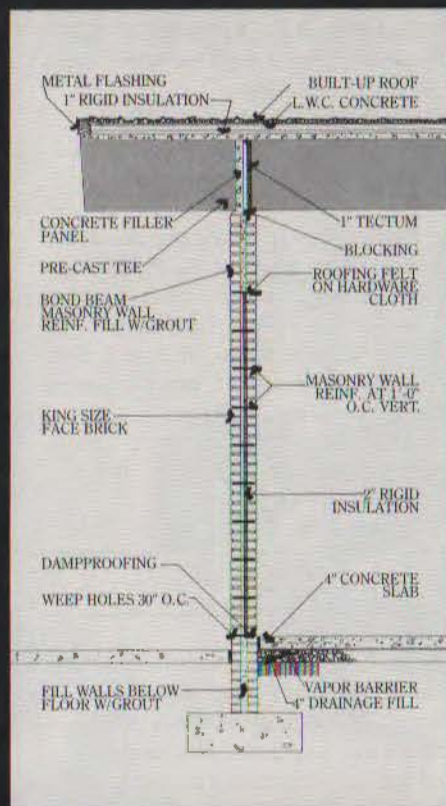 METAL FLASHING
1" RIGID INSULATION
BUILT-UP ROOF
L.W.C. CONCRETE
CONCRETE FILLER
PANEL
1" TECTUM
BLOCKING
PRE-CAST TEE
ROOFING FELT
ON HARDWARE
CLOTH
BOND BEAM
MASONRY WALL
REINF. FILL W/GROUT
MASONRY WALL
REINF. AT 1'-0"
O.C. VERT.
KING SIZE
FACE BRICK
2" RIGID
INSULATION
DAMPPROOFING
WEEP HOLES 30" O.C.
4" CONCRETE
SLAB
FILL WALLS BELOW
FLOOR W/GROUT
VAPOR BARRIER
4" DRAINAGE FILL